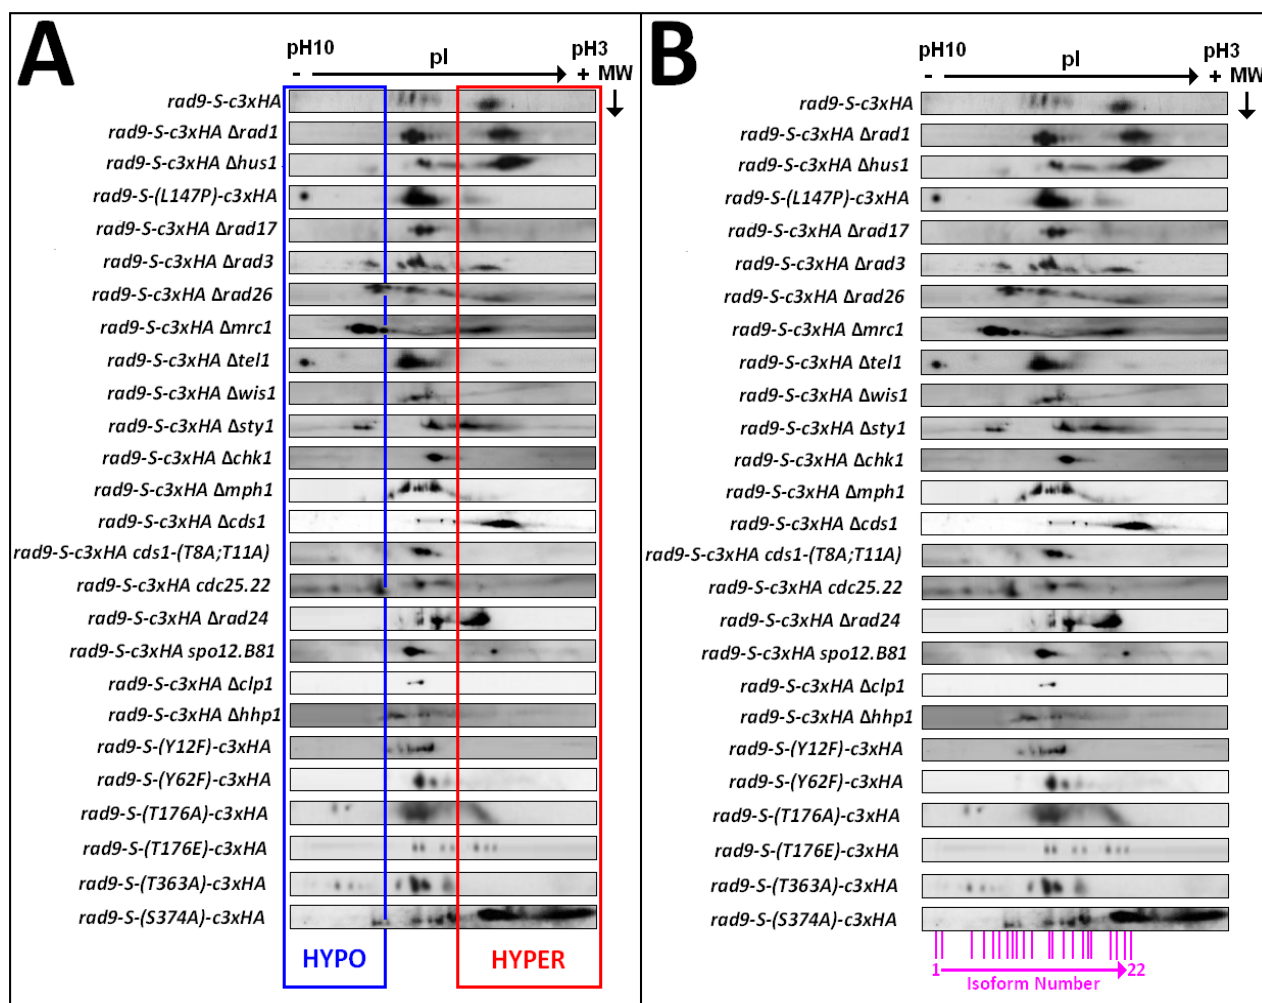 A
pH10
pI
pH3
- + MW
rad9-S-c3xHA
rad9-S-c3xHA Δrad1
rad9-S-c3xHA Δhus1
rad9-S-(L147P)-c3xHA
rad9-S-c3xHA Δrad17
rad9-S-c3xHA Δrad3
rad9-S-c3xHA Δrad26
rad9-S-c3xHA Δmrc1
rad9-S-c3xHA Δtel1
rad9-S-c3xHA Δwis1
rad9-S-c3xHA Δsty1
rad9-S-c3xHA Δchk1
rad9-S-c3xHA Δmph1
rad9-S-c3xHA Δcds1
rad9-S-c3xHA cds1-(T8A;T11A)
rad9-S-c3xHA cdc25.22
rad9-S-c3xHA Δrad24
rad9-S-c3xHA spo12.B81
rad9-S-c3xHA Δclp1
rad9-S-c3xHA Δhhp1
rad9-S-(Y12F)-c3xHA
rad9-S-(Y62F)-c3xHA
rad9-S-(T176A)-c3xHA
rad9-S-(T176E)-c3xHA
rad9-S-(T363A)-c3xHA
rad9-S-(S374A)-c3xHA
HYPO
HYPER
B
pH10
pI
pH3
- + MW
rad9-S-c3xHA
rad9-S-c3xHA Δrad1
rad9-S-c3xHA Δhus1
rad9-S-(L147P)-c3xHA
rad9-S-c3xHA Δrad17
rad9-S-c3xHA Δrad3
rad9-S-c3xHA Δrad26
rad9-S-c3xHA Δmrc1
rad9-S-c3xHA Δtel1
rad9-S-c3xHA Δwis1
rad9-S-c3xHA Δsty1
rad9-S-c3xHA Δchk1
rad9-S-c3xHA Δmph1
rad9-S-c3xHA Δcds1
rad9-S-c3xHA cds1-(T8A;T11A)
rad9-S-c3xHA cdc25.22
rad9-S-c3xHA Δrad24
rad9-S-c3xHA spo12.B81
rad9-S-c3xHA Δclp1
rad9-S-c3xHA Δhhp1
rad9-S-(Y12F)-c3xHA
rad9-S-(Y62F)-c3xHA
rad9-S-(T176A)-c3xHA
rad9-S-(T176E)-c3xHA
rad9-S-(T363A)-c3xHA
rad9-S-(S374A)-c3xHA
1 22
Isoform Number